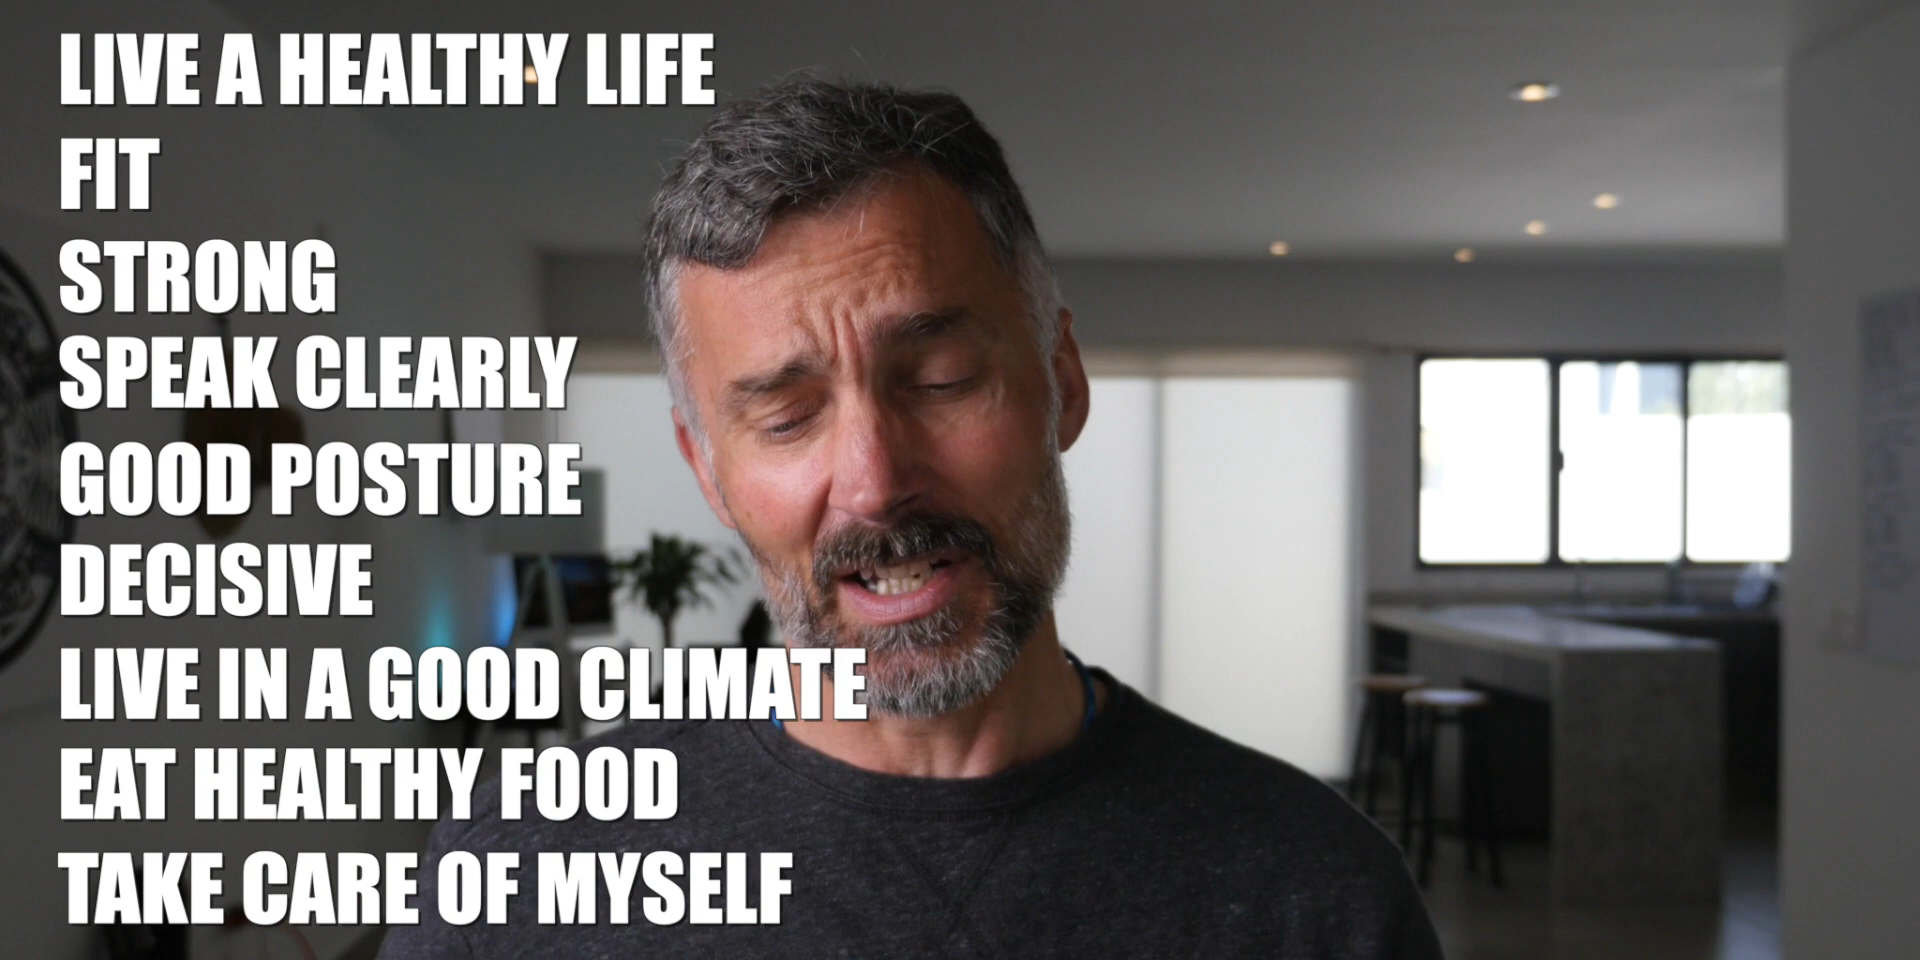 LIVE A HEALTHY LIFE
FIT
STRONG
SPEAK CLEARLY
GOOD POSTURE
DECISIVE
LIVE IN A GOOD CLIMATE
EAT HEALTHY FOOD
TAKE CARE OF MYSELF